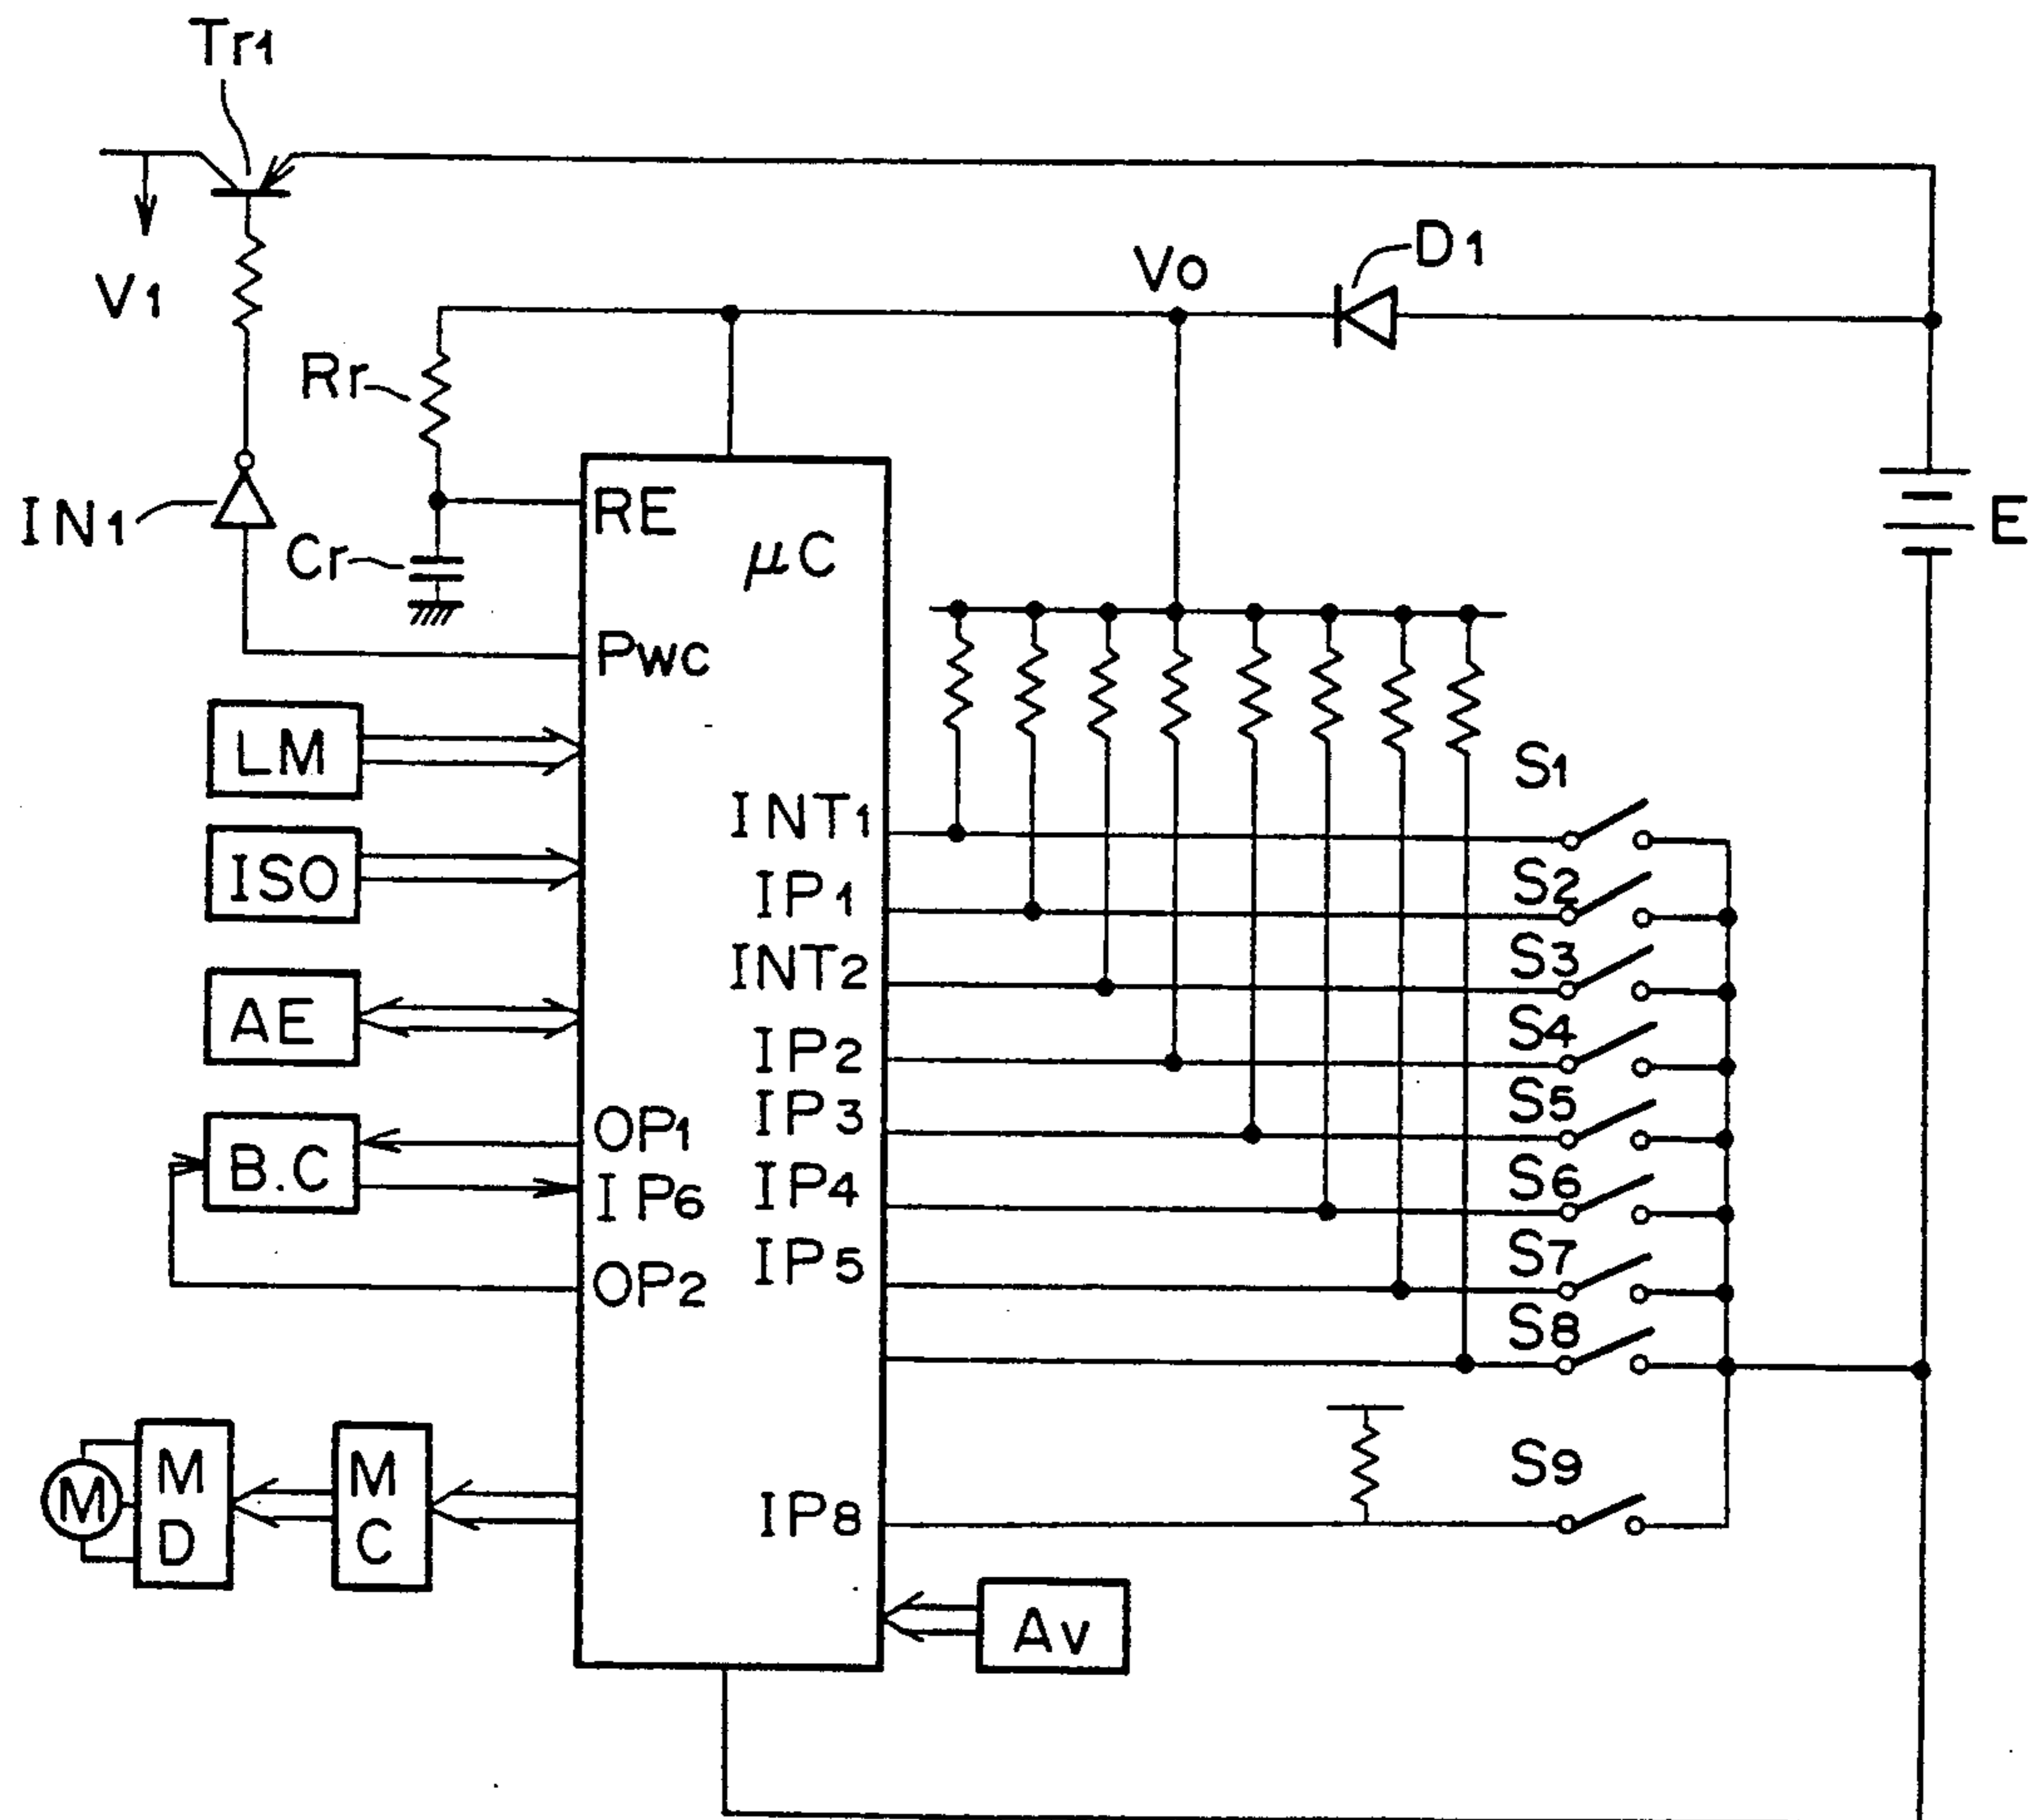 Tr1
V1
Vo
D1
Rr
IN1
Cr
RE
μC
E
Pwc
LM
ISO
AE
B.C
OP1
IP6
OP2
INT1
IP1
INT2
IP2
IP3
IP4
IP5
IP8
S1
S2
S3
S4
S5
S6
S7
S8
S9
M
M
D
M
C
Av